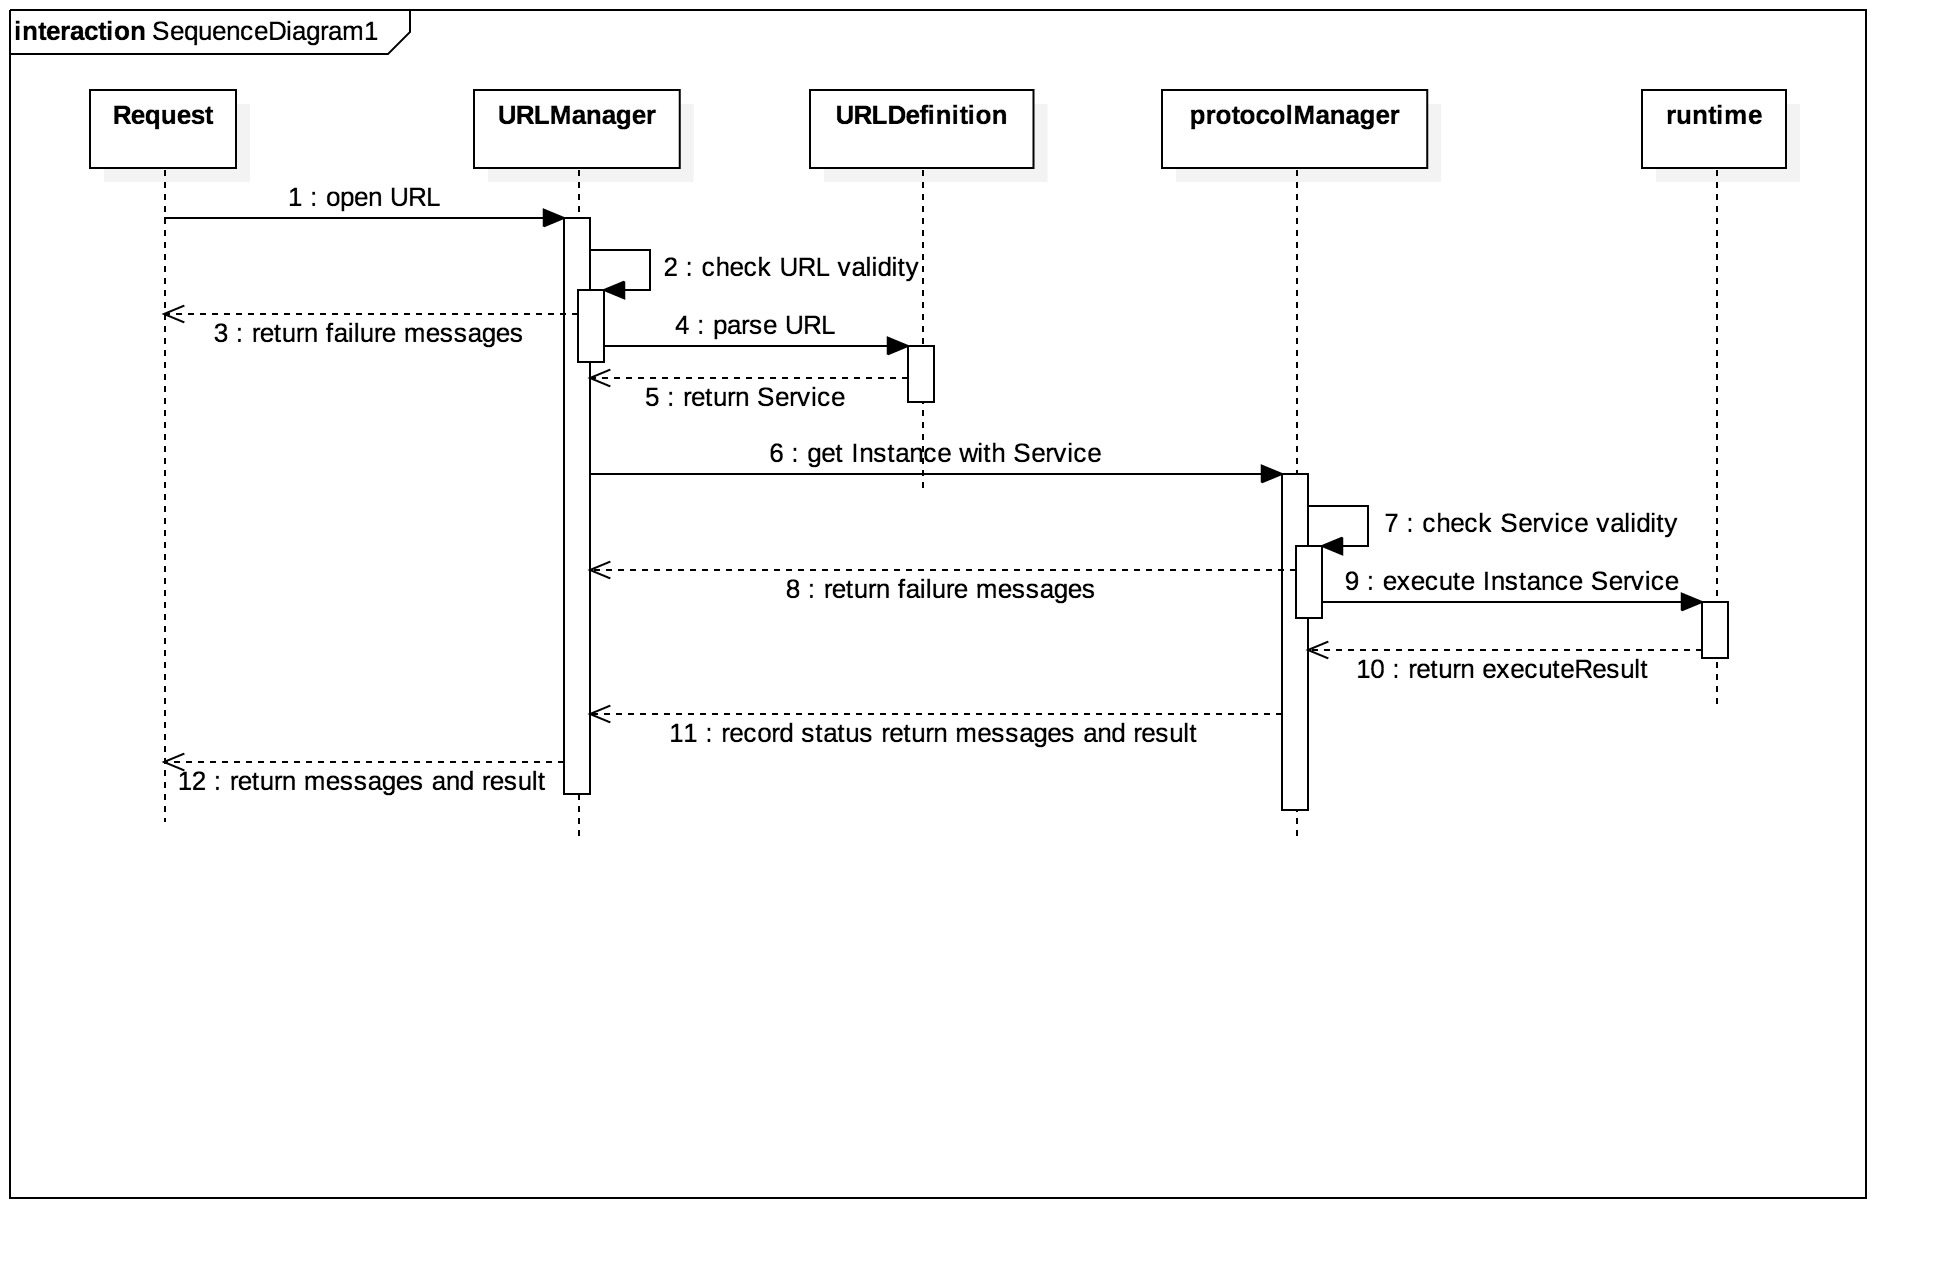 interaction SequenceDiagram1
Request
URLManager
URLDefinition
protocolManager
runtime
1 : open URL
2 : check URL validity
3 : return failure messages
4 : parse URL
5 : return Service
6 : get Instance with Service
7 : check Service validity
8 : return failure messages
9 : execute Instance Service
10 : return executeResult
11 : record status return messages and result
12 : return messages and result